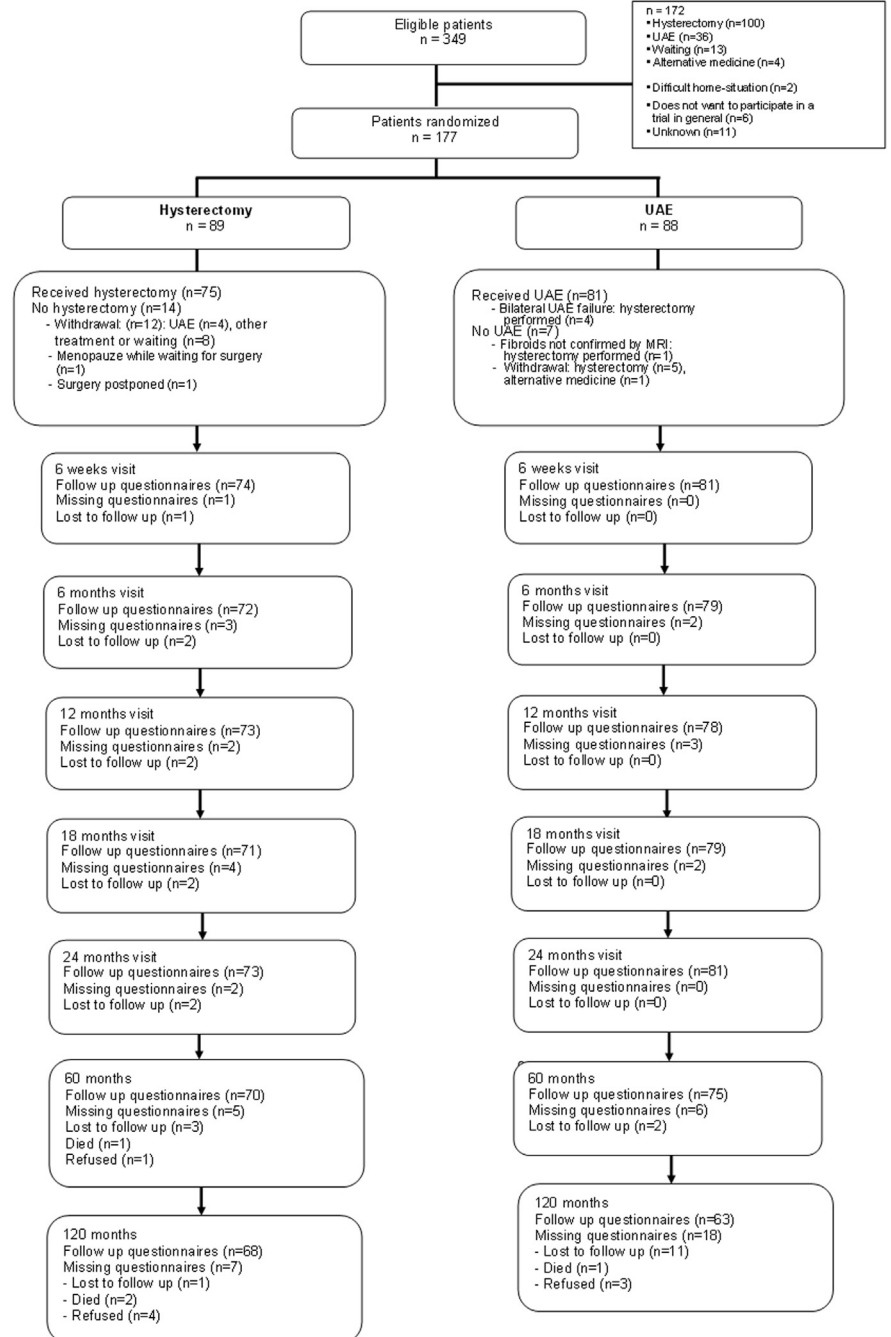 Eligible patients
n = 349
n = 172
▪ Hysterectomy (n=100)
▪ UAE (n=36)
▪ Waiting (n=13)
▪ Alternative medicine (n=4)
▪ Difficult home-situation (n=2)
▪ Does not want to participate in a
trial in general (n=6)
▪ Unknown (n=11)
Patients randomized
n = 177
Hysterectomy
n = 89
UAE
n = 88
Received hysterectomy (n=75)
No hysterectomy (n=14)
- Withdrawal: (n=12): UAE (n=4), other
treatment or waiting (n=8)
- Menopauze while waiting for surgery
(n=1)
- Surgery postponed (n=1)
Received UAE (n=81)
- Bilateral UAE failure: hysterectomy
performed (n=4)
No UAE (n=7)
- Fibroids not confirmed by MRI:
hysterectomy performed (n=1)
- Withdrawal: hysterectomy (n=5),
alternative medicine (n=1)
6 weeks visit
Follow up questionnaires (n=74)
Missing questionnaires (n=1)
Lost to follow up (n=1)
6 weeks visit
Follow up questionnaires (n=81)
Missing questionnaires (n=0)
Lost to follow up (n=0)
6 months visit
Follow up questionnaires (n=72)
Missing questionnaires (n=3)
Lost to follow up (n=2)
6 months visit
Follow up questionnaires (n=79)
Missing questionnaires (n=2)
Lost to follow up (n=0)
12 months visit
Follow up questionnaires (n=73)
Missing questionnaires (n=2)
Lost to follow up (n=2)
12 months visit
Follow up questionnaires (n=78)
Missing questionnaires (n=3)
Lost to follow up (n=0)
18 months visit
Follow up questionnaires (n=71)
Missing questionnaires (n=4)
Lost to follow up (n=2)
18 months visit
Follow up questionnaires (n=79)
Missing questionnaires (n=2)
Lost to follow up (n=0)
24 months visit
Follow up questionnaires (n=73)
Missing questionnaires (n=2)
Lost to follow up (n=2)
24 months visit
Follow up questionnaires (n=81)
Missing questionnaires (n=0)
Lost to follow up (n=0)
60 months
Follow up questionnaires (n=70)
Missing questionnaires (n=5)
Lost to follow up (n=3)
Died (n=1)
Refused (n=1)
60 months
Follow up questionnaires (n=75)
Missing questionnaires (n=6)
Lost to follow up (n=2)
120 months
Follow up questionnaires (n=68)
Missing questionnaires (n=7)
- Lost to follow up (n=1)
- Died (n=2)
- Refused (n=4)
120 months
Follow up questionnaires (n=63)
Missing questionnaires (n=18)
- Lost to follow up (n=11)
- Died (n=1)
- Refused (n=3)